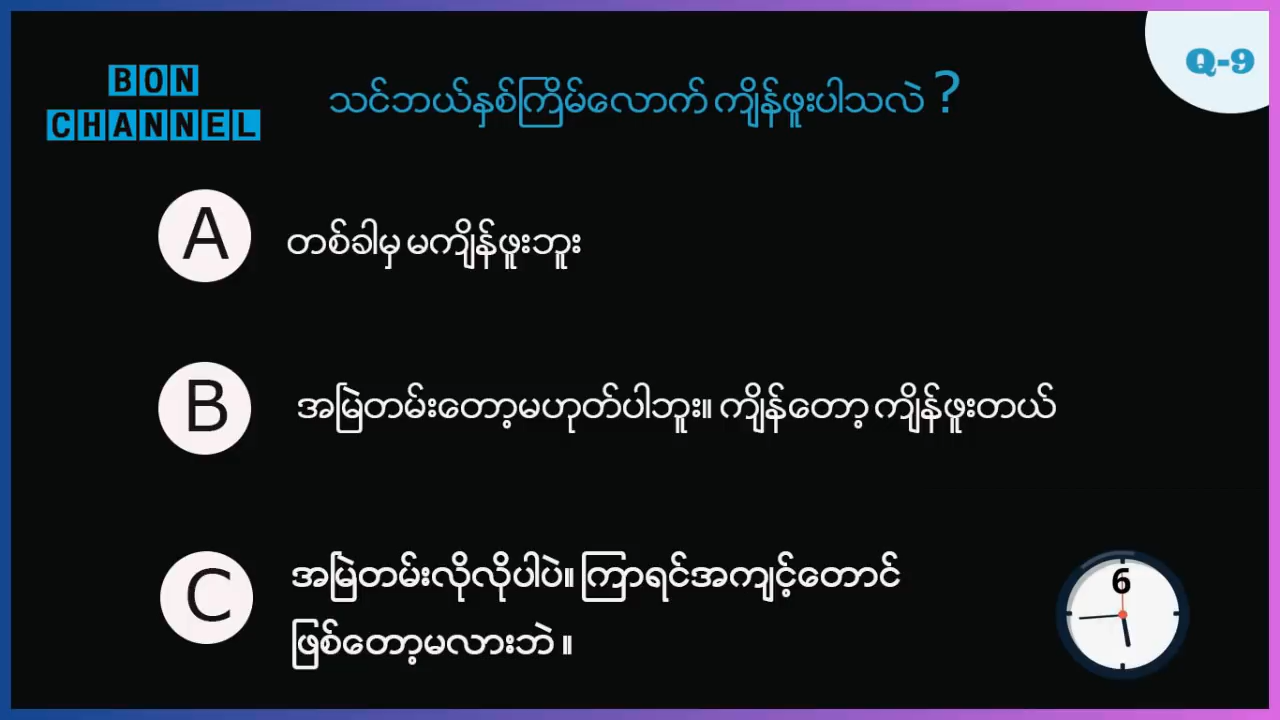 BON
CHANNEL
Q-9
သင်ဘယ်နှစ်ကြိမ်လောက် ကျိန်ဖူးပါသလဲ ?
A
တစ်ခါမှ မကျိန်ဖူးဘူး
B
အမြဲတမ်းတော့မဟုတ်ပါဘူး။ ကျိန်တော့ ကျိန်ဖူးတယ်
C
အမြဲတမ်းလိုလိုပါပဲ။ ကြာရင်အကျင့်တောင်
ဖြစ်တော့မလားဘဲ ။
6